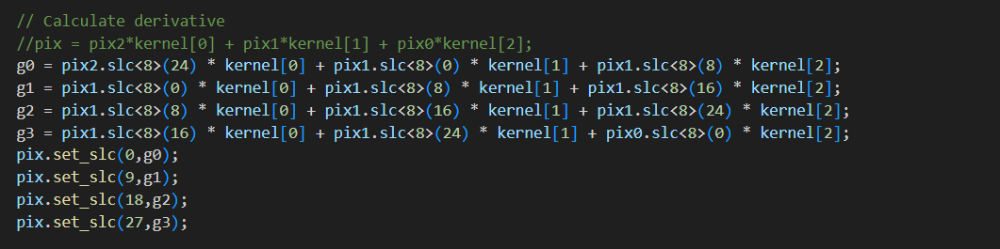 // Calculate derivative
//pix = pix2*kernel[0] + pix1*kernel[1] + pix0*kernel[2];
g0 = pix2.slc<8>(24) * kernel[0] + pix1.slc<8>(0) * kernel[1] + pix1.slc<8>(8) * kernel[2];
g1 = pix1.slc<8>(0) * kernel[0] + pix1.slc<8>(8) * kernel[1] + pix1.slc<8>(16) * kernel[2];
g2 = pix1.slc<8>(8) * kernel[0] + pix1.slc<8>(16) * kernel[1] + pix1.slc<8>(24) * kernel[2];
g3 = pix1.slc<8>(16) * kernel[0] + pix1.slc<8>(24) * kernel[1] + pix0.slc<8>(0) * kernel[2];
pix.set_slc(0,g0);
pix.set_slc(9,g1);
pix.set_slc(18,g2);
pix.set_slc(27,g3);